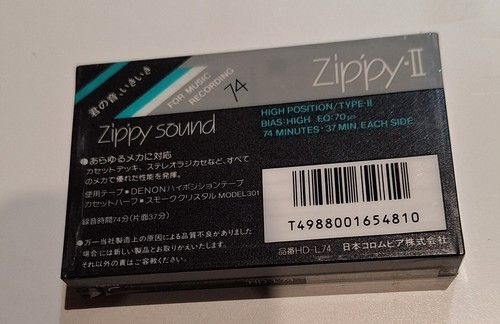 君の音、いきいき
FOR MUSIC
RECORDING
74
Zippy·II
Zippy sound
HIGH POSITION/TYPE·II
BIAS:HIGH EQ:70μs
74 MINUTES·37 MIN. EACH SIDE
●あらゆるメカに対応
カセットデッキ、ステレオラジカセなど、すべて
のメカで優れた性能を発揮。
使用テープ●DENONハイポジションテープ
カセットハーフ●スモーククリスタル MODEL.301
録音時間74分(片面37分)
●万一当社製造上の原因による品質不良がありました
場合には新しい製品とお取りかえいたします。
それ以外の責はご容赦ください。
T4988001654810
品番HD-L74 日本コロムビア株式会社